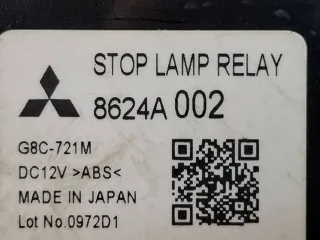 STOP LAMP RELAY
8624A 002
G8C-721M
DC12V >ABS<
MADE IN JAPAN
Lot No.0972D1